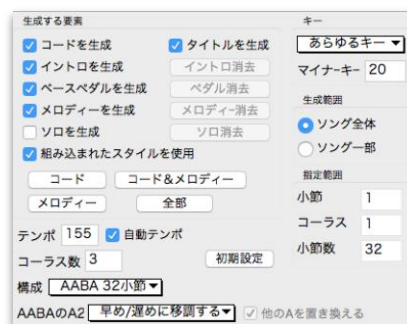 生成する要素
コードを生成 タイトルを生成
イントロを生成 イントロ消去
ベースペダルを生成 ペダル消去
メロディーを生成 メロディー消去
ソロを生成 ソロ消去
組み込まれたスタイルを使用
コード コード&メロディー
メロディー 全部
テンポ 155 自動テンポ
コーラス数 3 初期設定
構成 AABA 32小節
AABAのA2 早め/遅めに移調する 他のAを置き換える
キー
あらゆるキー
マイナーキー 20
生成範囲
ソング全体
ソング一部
指定範囲
小節 1
コーラス 1
小節数 32